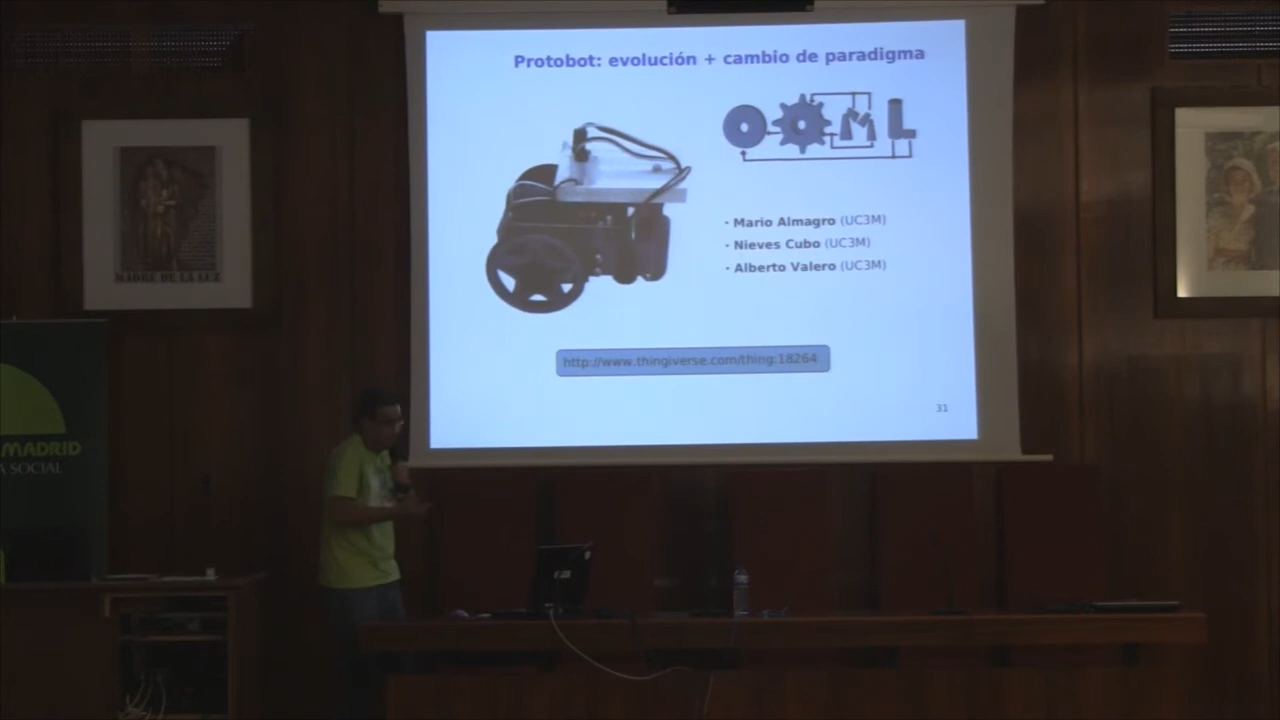 Protobot: evolución + cambio de paradigma
OOML
· Mario Almagro (UC3M)
· Nieves Cubo (UC3M)
· Alberto Valero (UC3M)
http://www.thingiverse.com/thing:18264
31
MADRE DE LA LUZ
MADRID
A SOCIAL